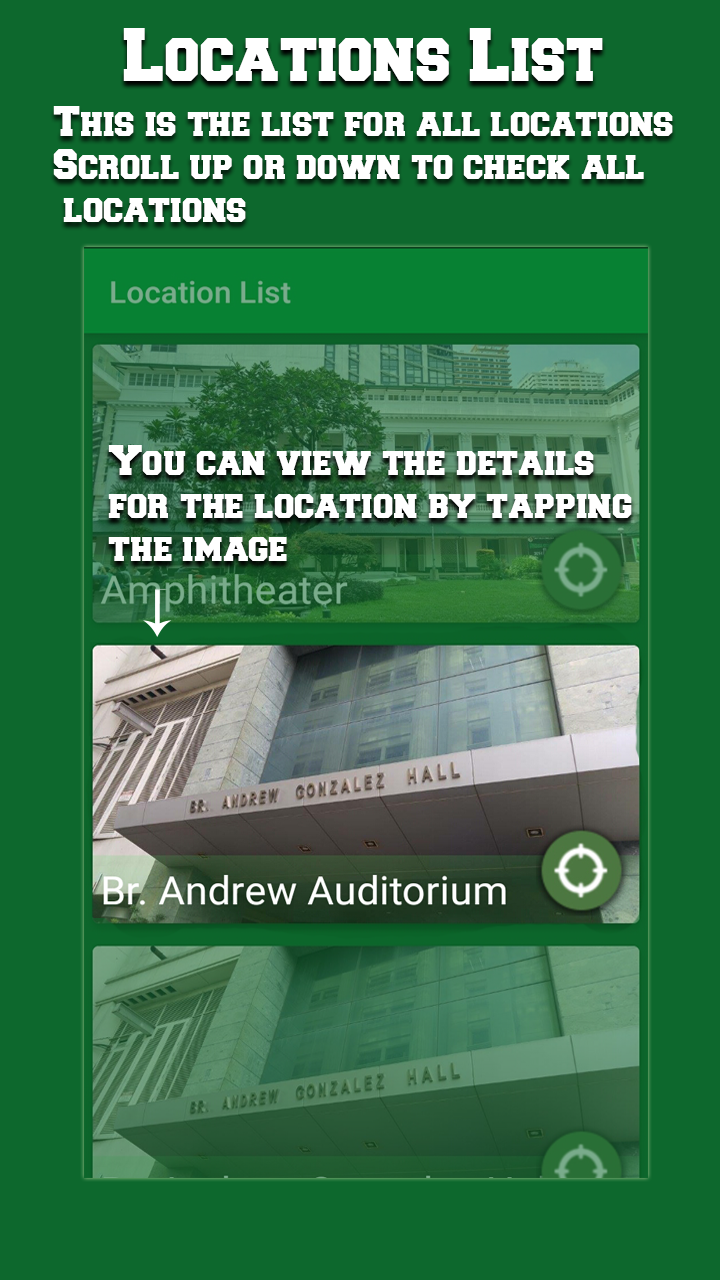 Locations List
This is the list for all locations
Scroll up or down to check all
locations
Location List
You can view the details
for the location by tapping
the image
Amphitheater
BR. ANDREW GONZALEZ HALL
Br. Andrew Auditorium
BR. ANDREW GONZALEZ HALL